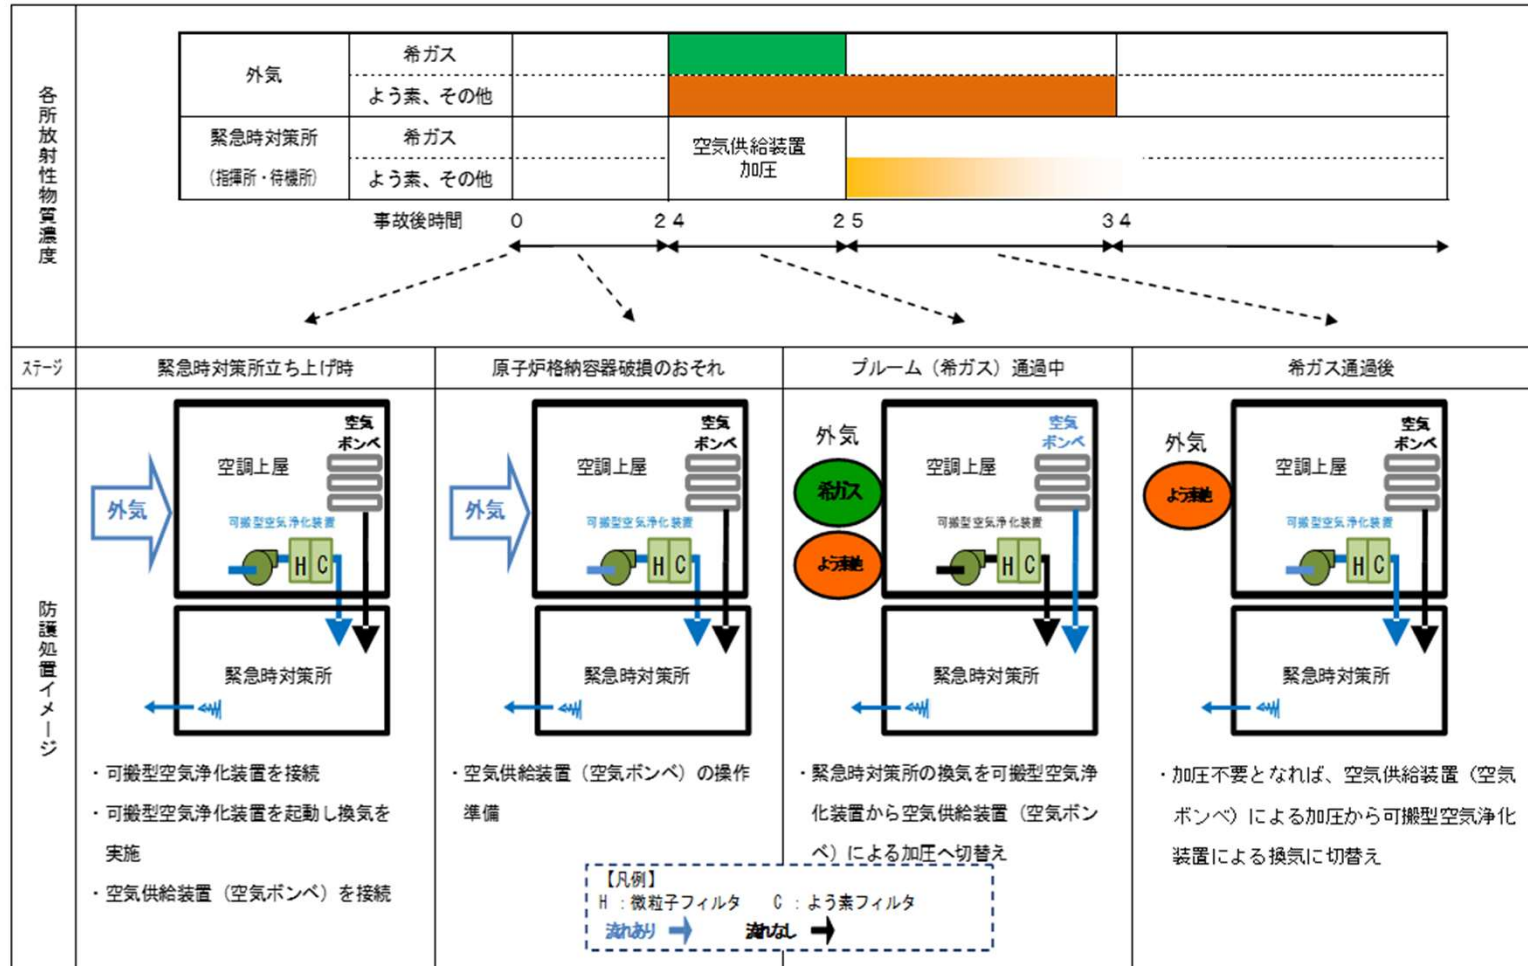 各所放射性物質濃度
外気
希ガス
よう素、その他
緊急時対策所
(指揮所・待機所)
希ガス
よう素、その他
空気供給装置
加圧
事故後時間
0
24
25
34
ステージ
緊急時対策所立ち上げ時
原子炉格納容器破損のおそれ
プルーム（希ガス）通過中
希ガス通過後
防護処置イメージ
外気
空調上屋
空気
ボンベ
可搬型空気浄化装置
H C
緊急時対策所
・可搬型空気浄化装置を接続
・可搬型空気浄化装置を起動し換気を
実施
・空気供給装置（空気ボンベ）を接続
外気
空調上屋
空気
ボンベ
可搬型空気浄化装置
H C
緊急時対策所
・空気供給装置（空気ボンベ）の操作
準備
外気
希ガス
よう素他
空調上屋
空気
ボンベ
可搬型空気浄化装置
H C
緊急時対策所
・緊急時対策所の換気を可搬型空気浄
化装置から空気供給装置（空気ボン
ベ）による加圧へ切替え
外気
よう素他
空調上屋
空気
ボンベ
可搬型空気浄化装置
H C
緊急時対策所
・加圧不要となれば、空気供給装置（空気
ボンベ）による加圧から可搬型空気浄化
装置による換気に切替え
【凡例】
H ：微粒子フィルタ C ：よう素フィルタ
流れあり 流れなし